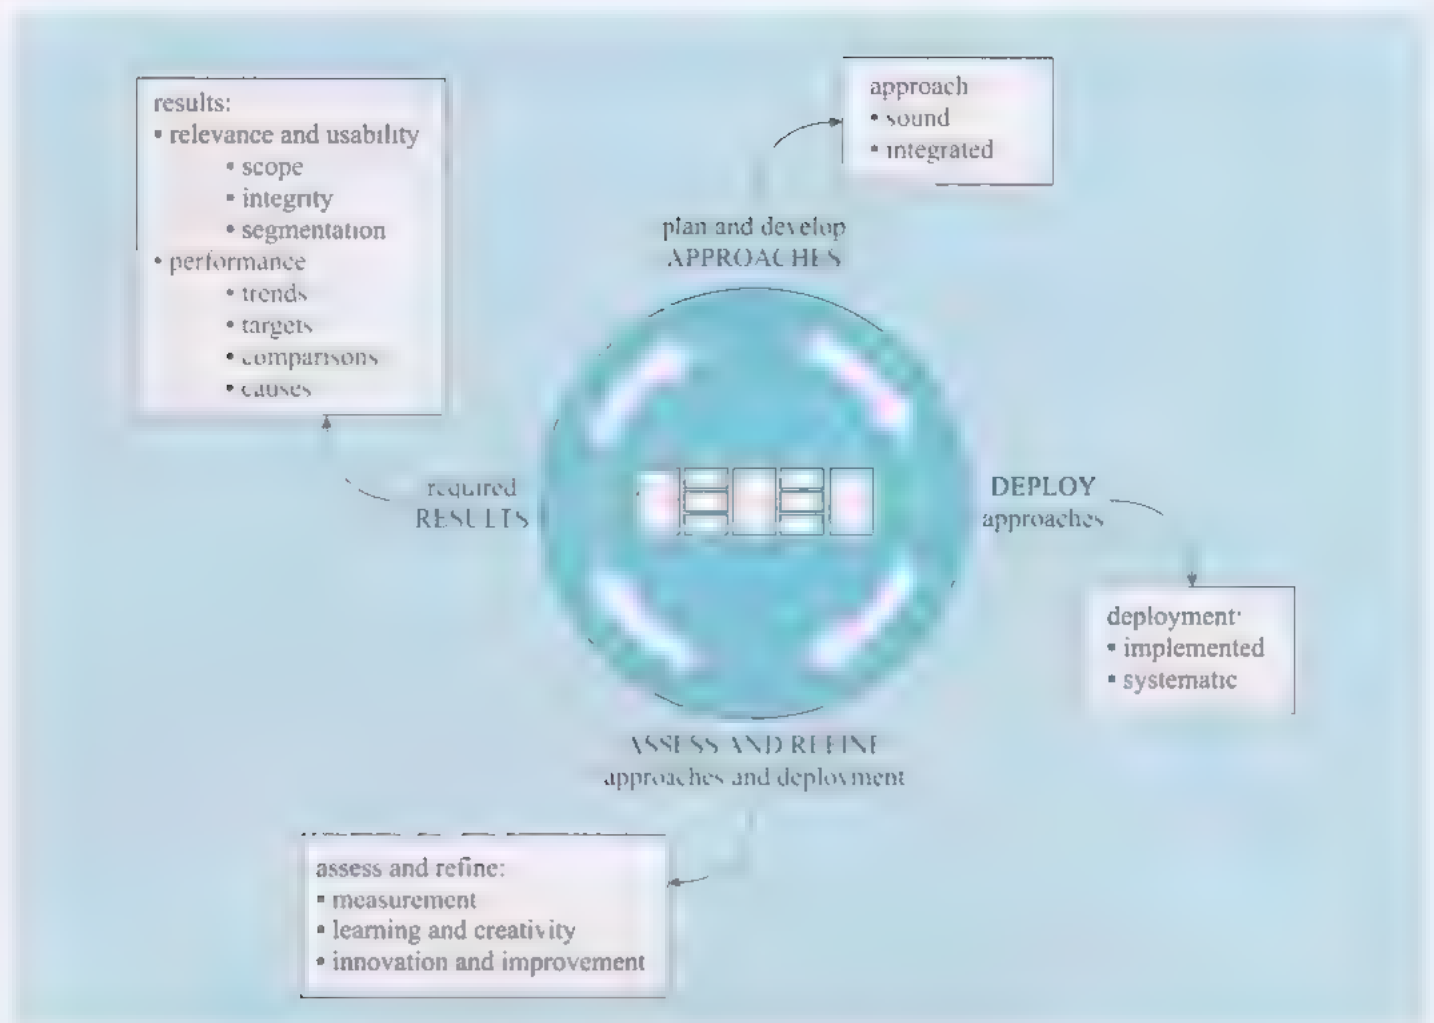 results:
• relevance and usability
• scope
• integrity
• segmentation
• performance
• trends
• targets
• comparisons
• causes
approach
• sound
• integrated
plan and develop
APPROACHES
required
RESULTS
DEPLOY
approaches
deployment:
• implemented
• systematic
ASSESS AND REFINE
approaches and deployment
assess and refine:
• measurement
• learning and creativity
• innovation and improvement